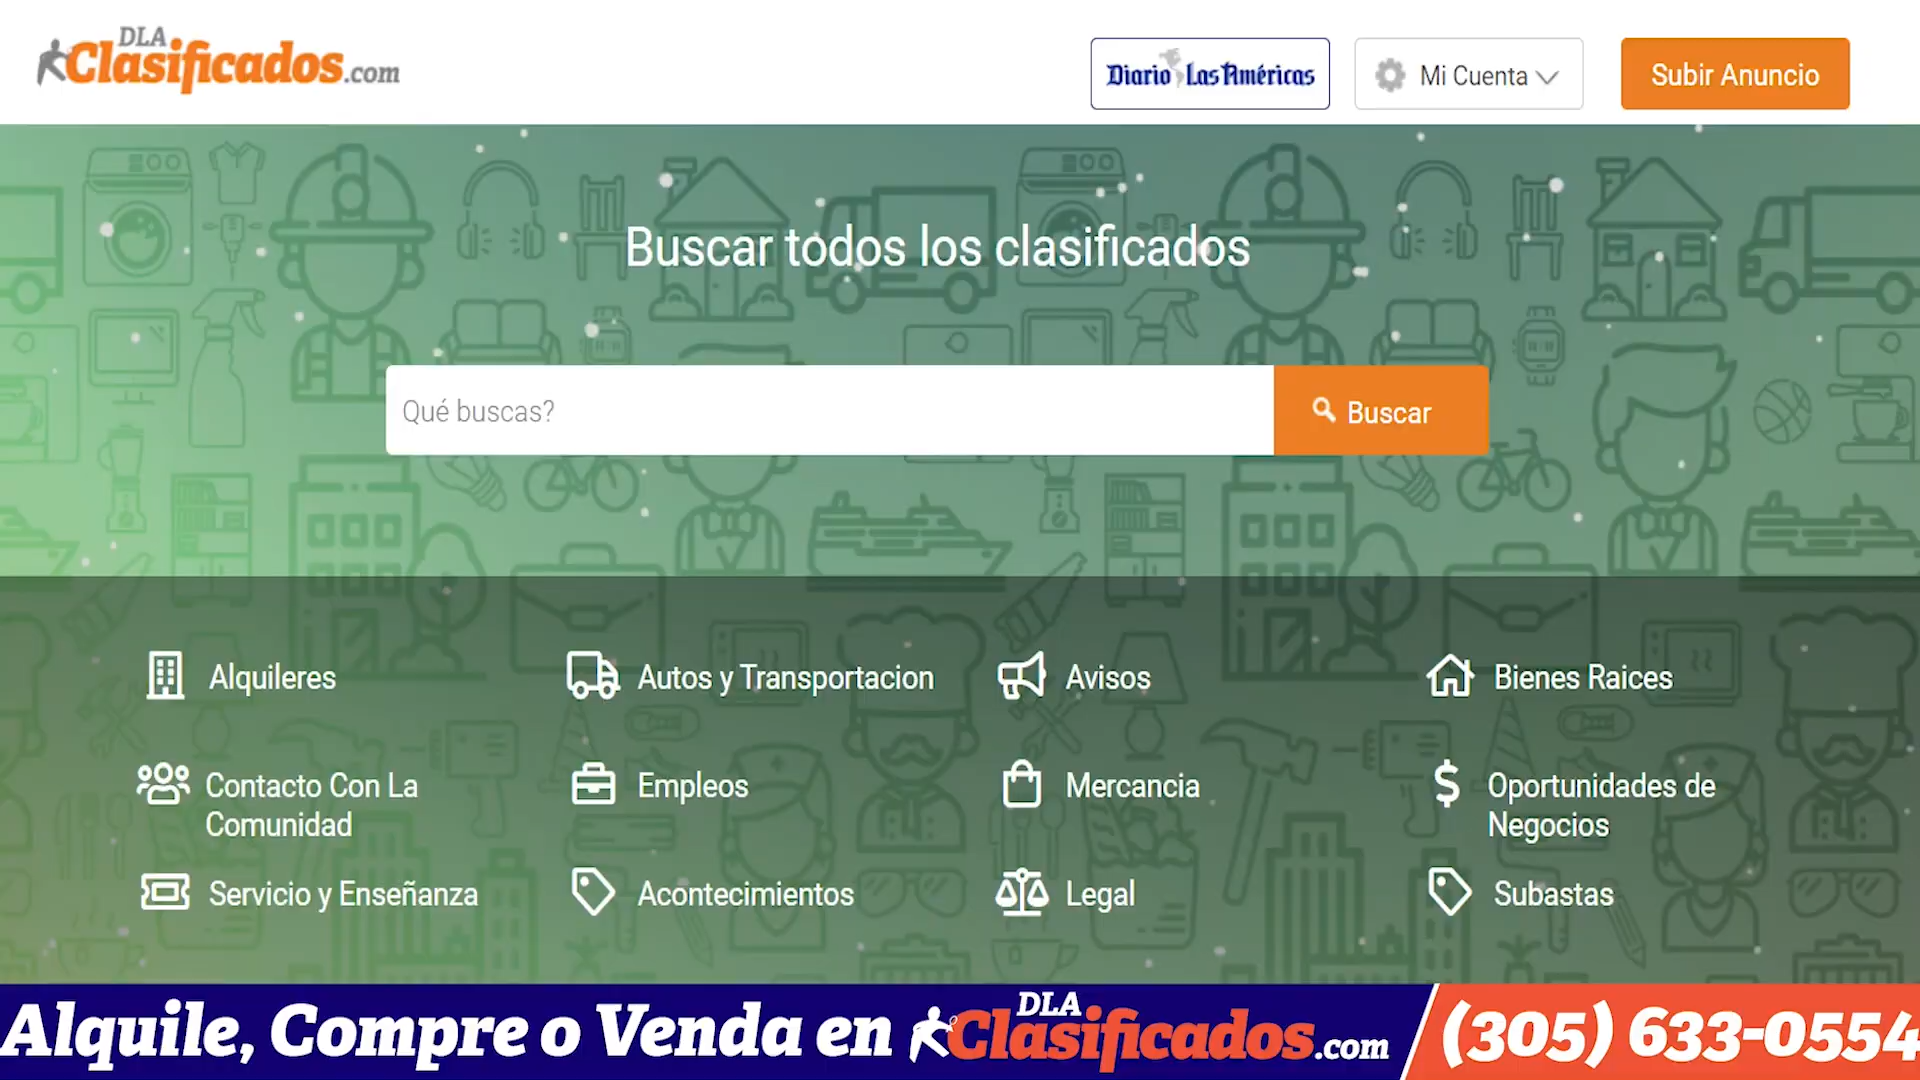 DLA
Clasificados.com
Diario Las Américas
Mi Cuenta
Subir Anuncio
Buscar todos los clasificados
Qué buscas?
Buscar
Alquileres
Autos y Transportacion
Avisos
Bienes Raices
Contacto Con La
Comunidad
Empleos
Mercancia
Oportunidades de
Negocios
Servicio y Enseñanza
Acontecimientos
Legal
Subastas
Alquile, Compre o Venda en DLA Clasificados.com (305) 633-0554